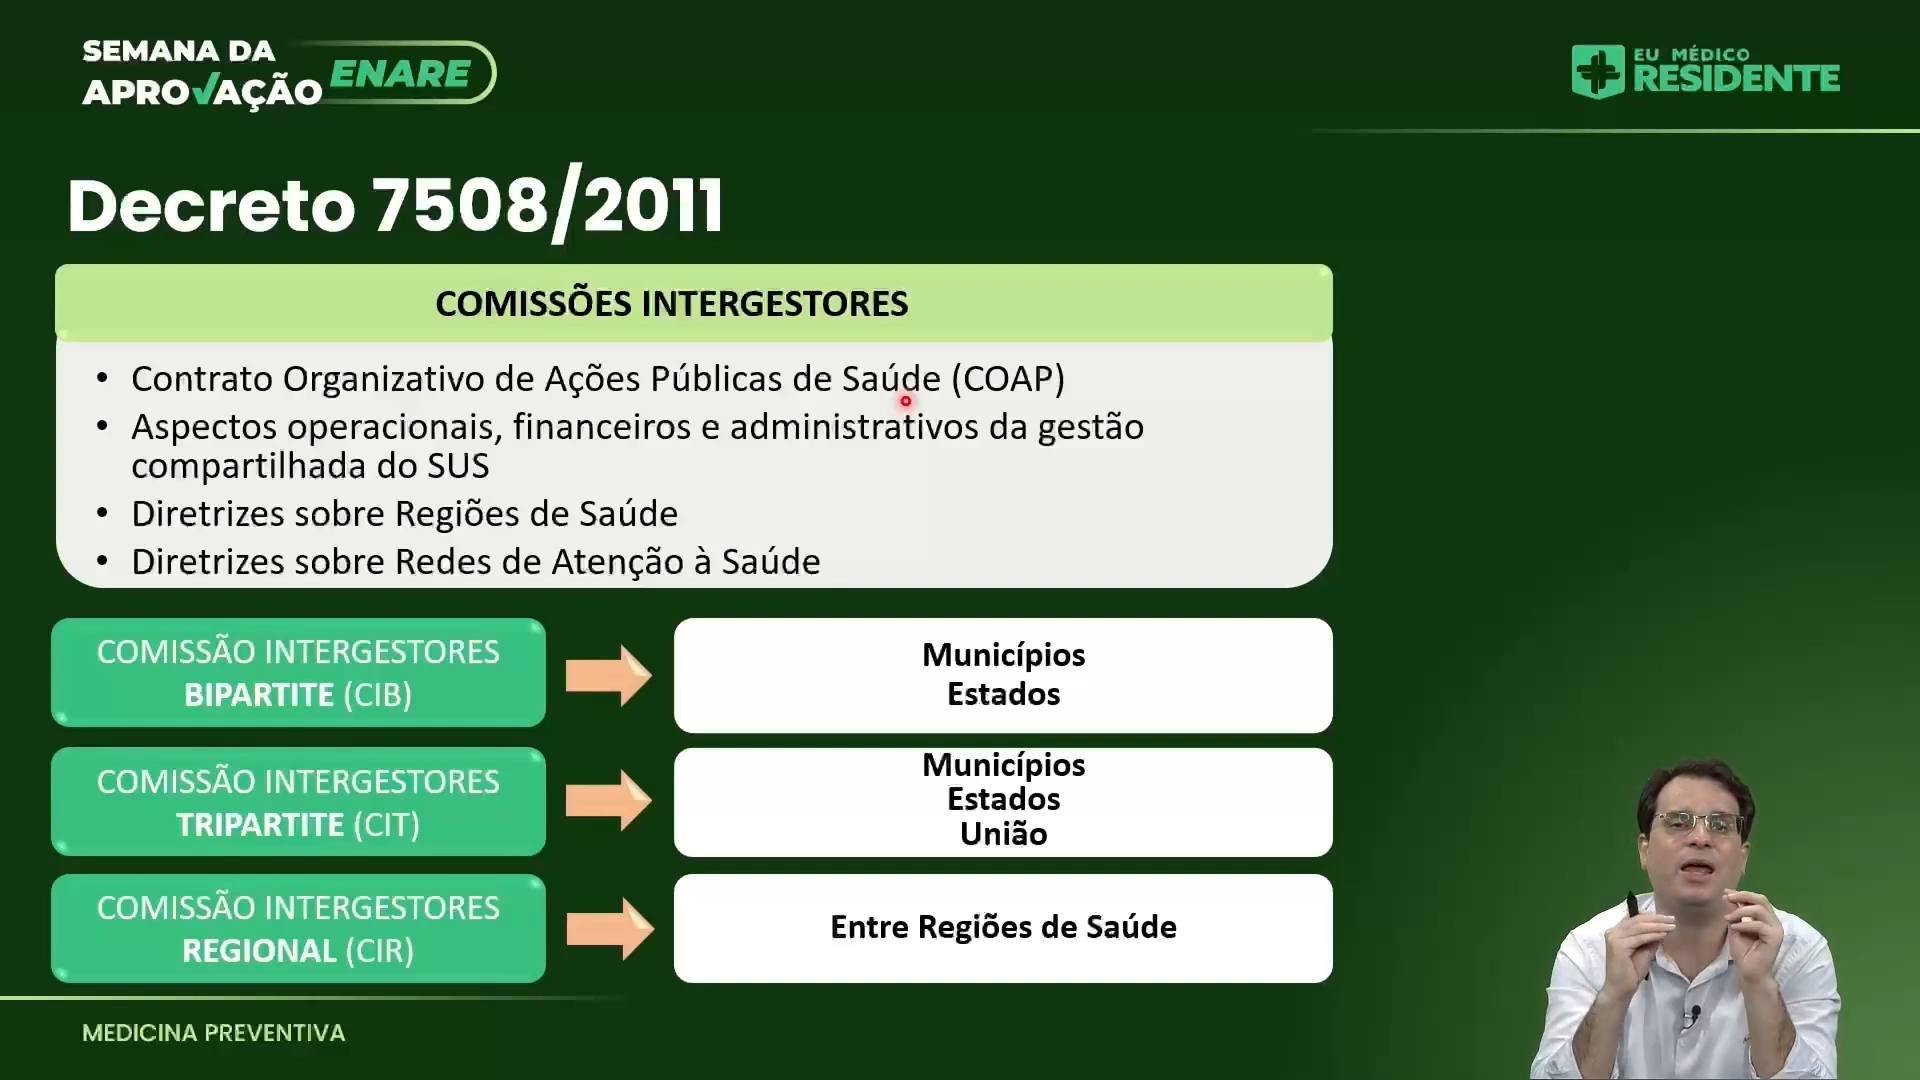 SEMANA DA
APROVAÇÃO ENARE
EU MÉDICO
RESIDENTE
Decreto 7508/2011
COMISSÕES INTERGESTORES
• Contrato Organizativo de Ações Públicas de Saúde (COAP)
• Aspectos operacionais, financeiros e administrativos da gestão
compartilhada do SUS
• Diretrizes sobre Regiões de Saúde
• Diretrizes sobre Redes de Atenção à Saúde
COMISSÃO INTERGESTORES
BIPARTITE (CIB)
Municípios
Estados
COMISSÃO INTERGESTORES
TRIPARTITE (CIT)
Municípios
Estados
União
COMISSÃO INTERGESTORES
REGIONAL (CIR)
Entre Regiões de Saúde
MEDICINA PREVENTIVA